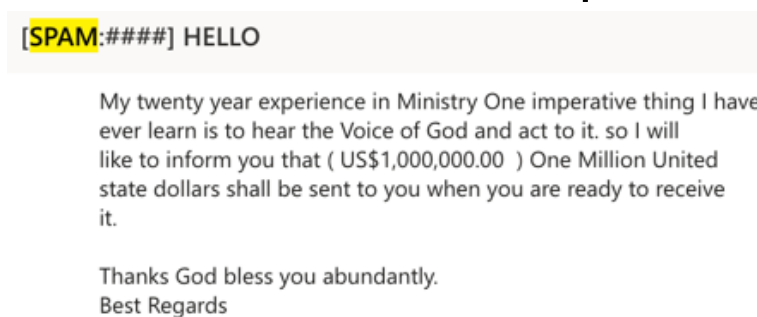 [SPAM:####] HELLO
My twenty year experience in Ministry One imperative thing I have
ever learn is to hear the Voice of God and act to it. so I will
like to inform you that ( US$1,000,000.00  ) One Million United
state dollars shall be sent to you when you are ready to receive
it.
Thanks God bless you abundantly.
Best Regards